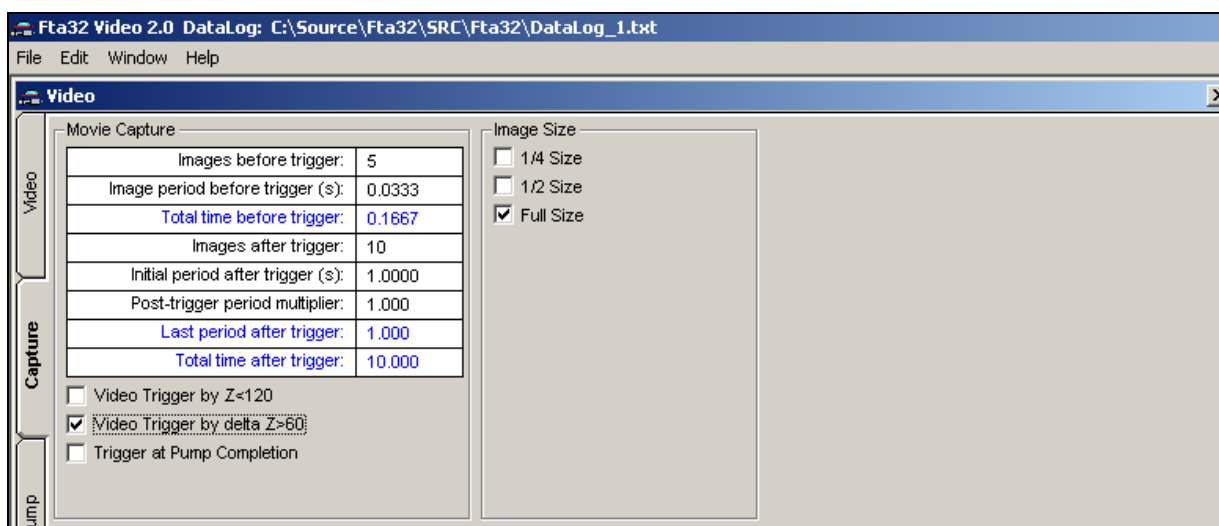 Fta32 Video 2.0 DataLog: C:\Source\Fta32\SRC\Fta32\DataLog_1.txt
File Edit Window Help
Video
Video
Capture
Movie Capture
Images before trigger: 5
Image period before trigger (s): 0.0333
Total time before trigger: 0.1667
Images after trigger: 10
Initial period after trigger (s): 1.0000
Post-trigger period multiplier: 1.000
Last period after trigger: 1.000
Total time after trigger: 10.000
Video Trigger by Z<120
Video Trigger by delta Z>60
Trigger at Pump Completion
Image Size
1/4 Size
1/2 Size
Full Size